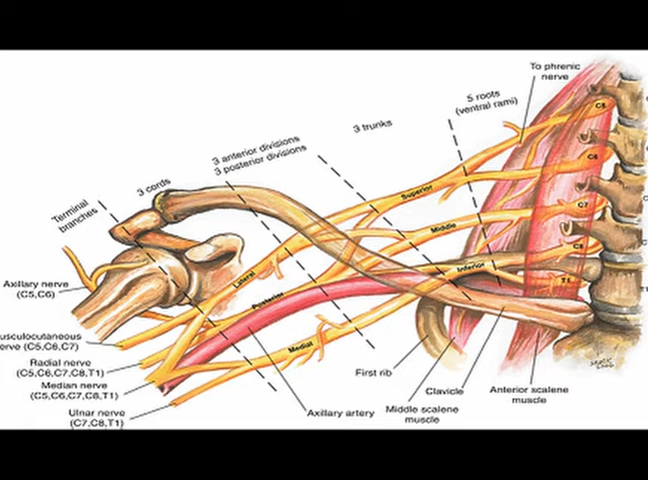 To phrenic
nerve
5 roots
(ventral rami)
3 trunks
3 anterior divisions
3 posterior divisions
3 cords
Terminal
branches
C5
C6
C7
C8
T1
Superior
Middle
Inferior
Lateral
Posterior
Medial
Axillary nerve
(C5,C6)
usculocutaneous
erve (C5,C6,C7)
Radial nerve
(C5,C6,C7,C8,T1)
Median nerve
(C5,C6,C7,C8,T1)
Ulnar nerve
(C7,C8,T1)
Axillary artery
First rib
Clavicle
Middle scalene
muscle
Anterior scalene
muscle